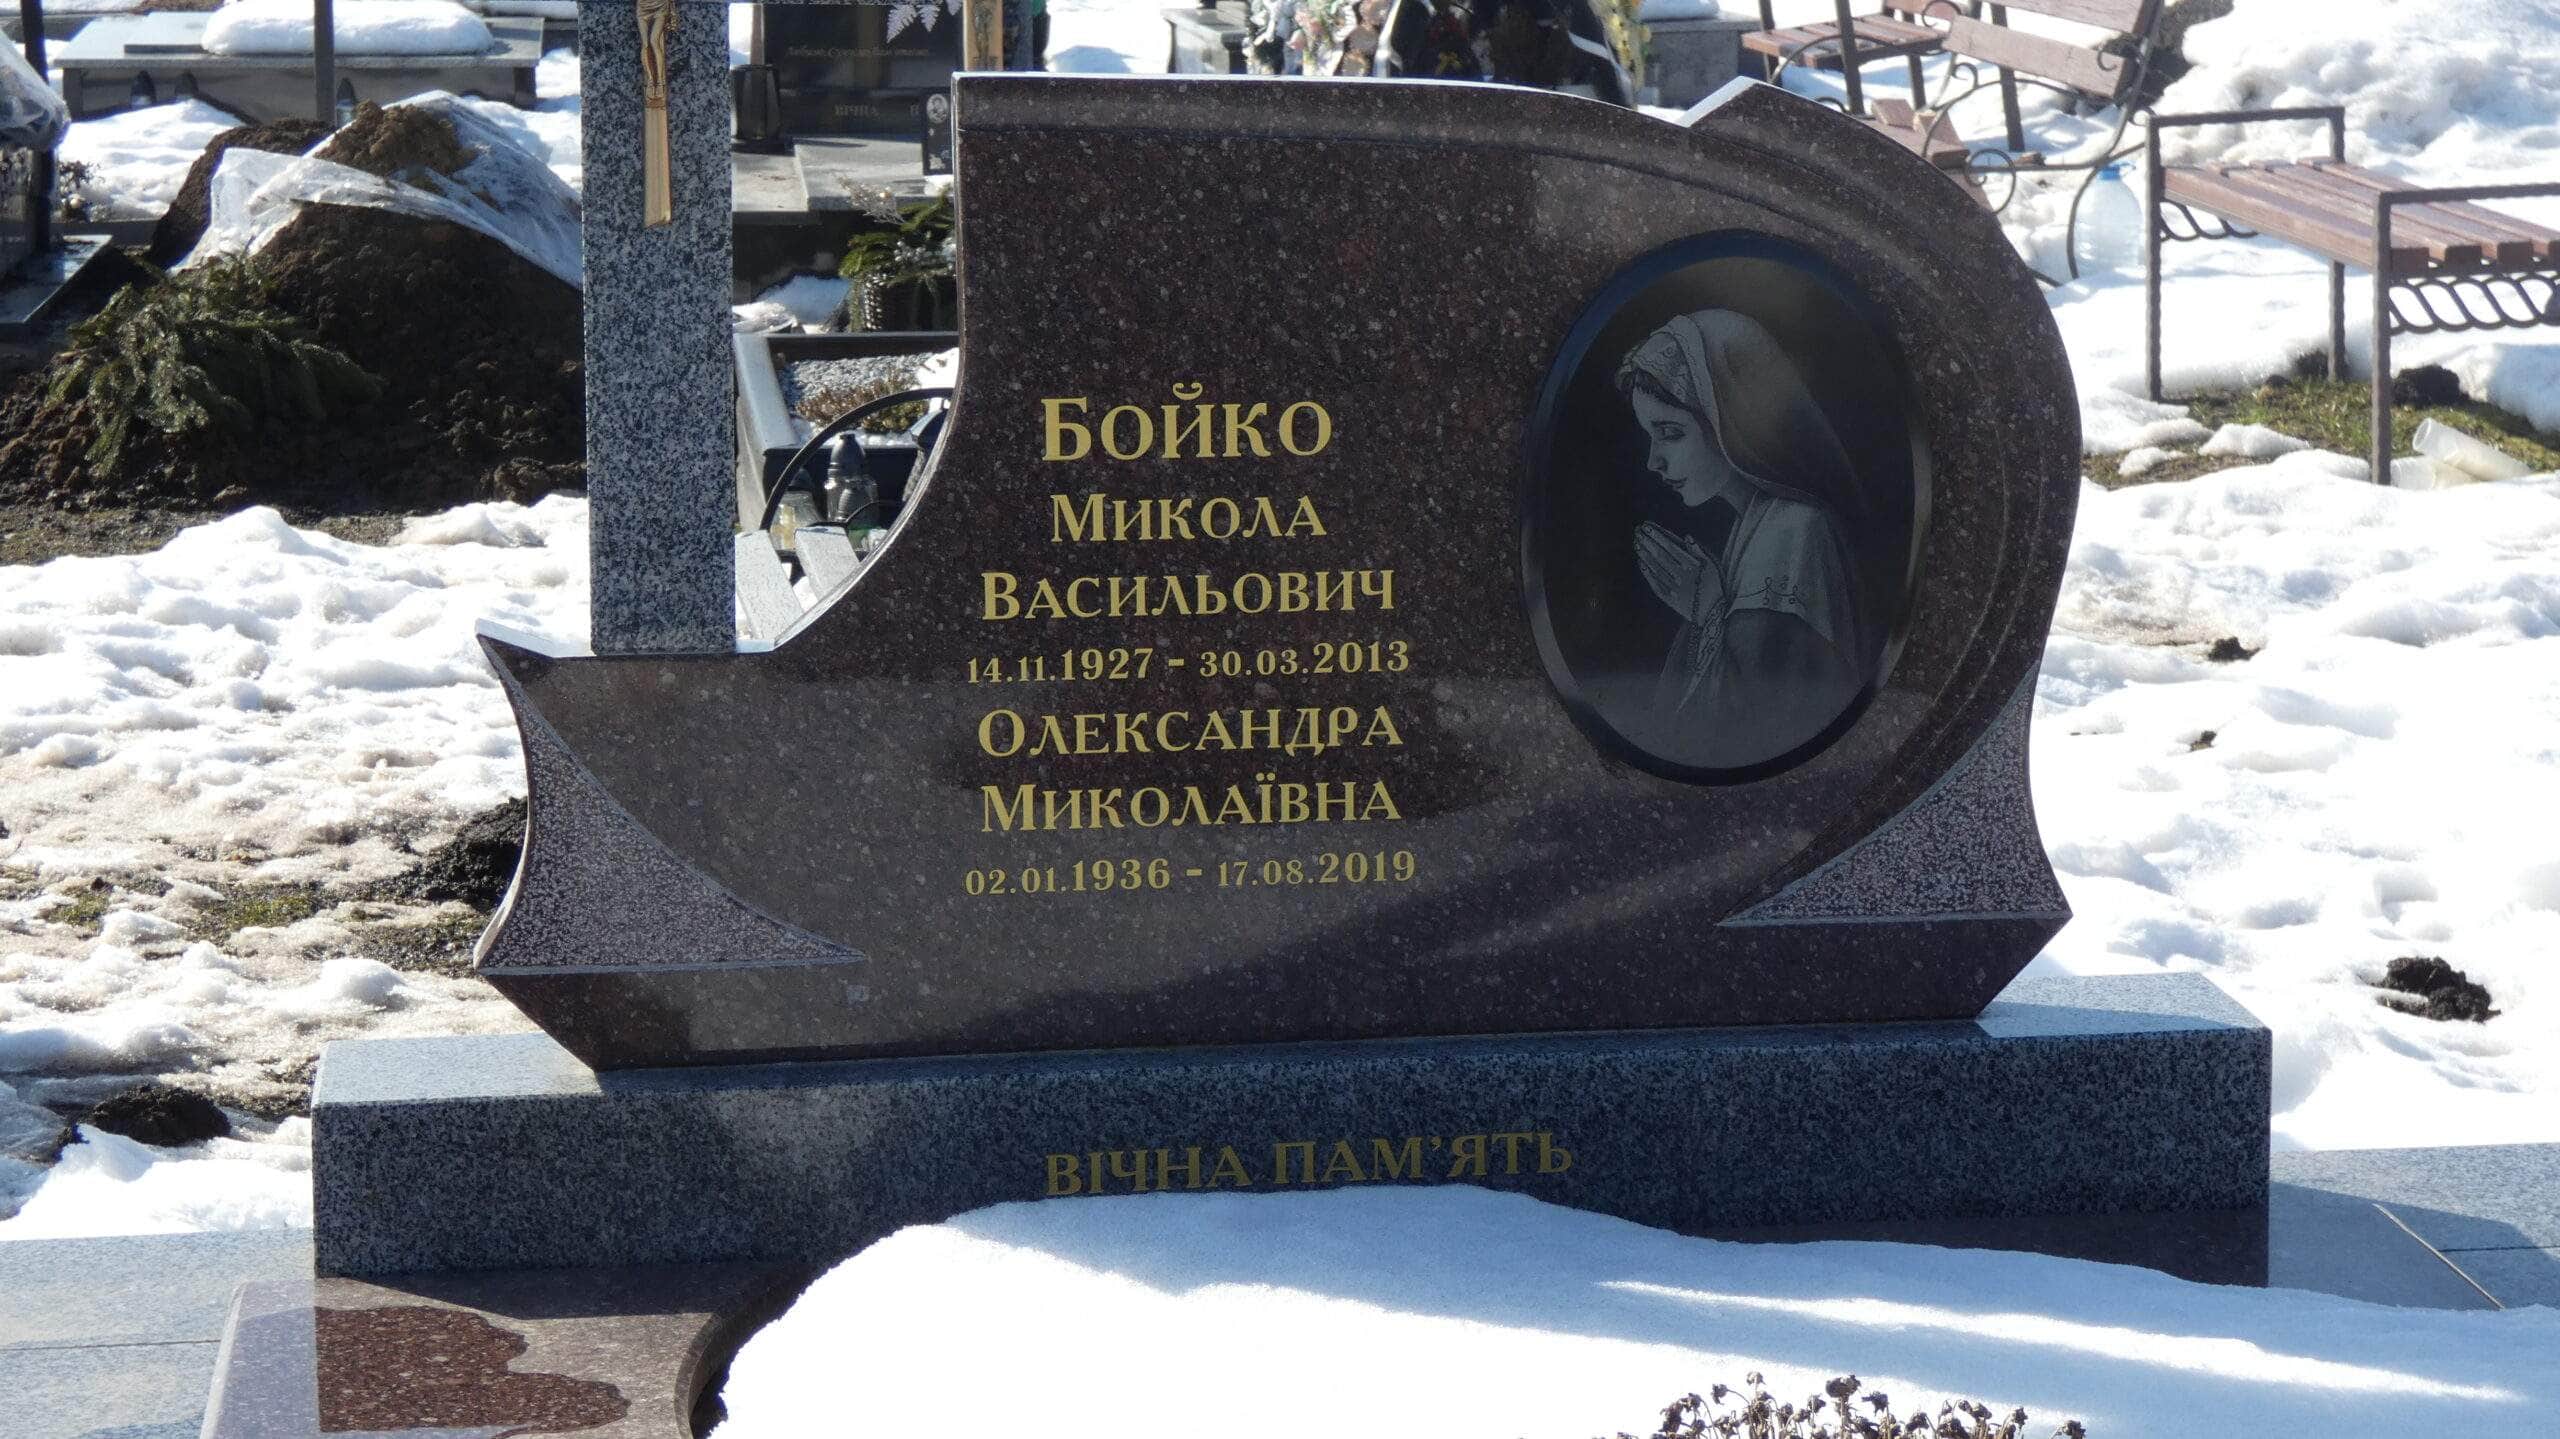 Бойко
Микола
Васильович
14.11.1927 - 30.03.2013
Олександра
Миколаївна
02.01.1936 - 17.08.2019
ВІЧНА ПАМ'ЯТЬ
ВІЧНА